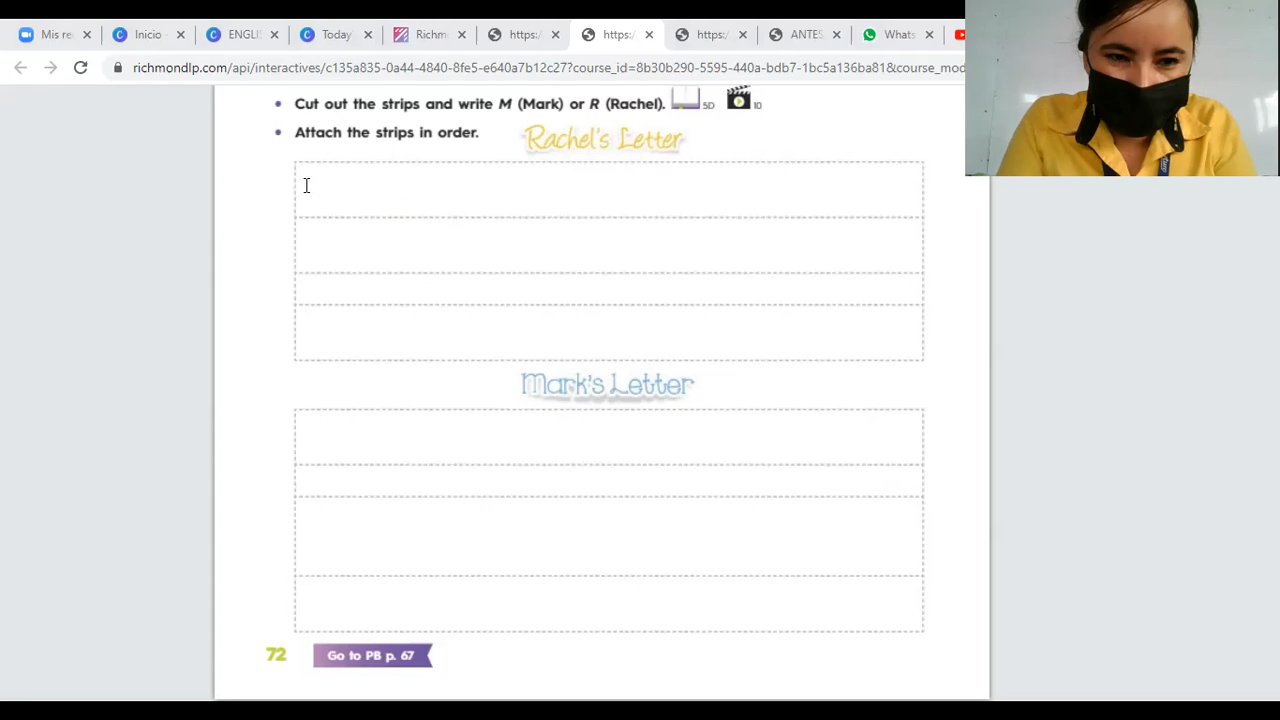 Mis re
Inicio
ENGLI
Today
Richm
https:/
https:/
https:/
ANTES
Whats
richmondlp.com/api/interactives/c135a835-0a44-4840-8fe5-e640a7b12c27?course_id=8b30b290-5595-440a-bdb7-1bc5a136ba81&course_mod
• Cut out the strips and write M (Mark) or R (Rachel). 5D 10
• Attach the strips in order.
Rachel's Letter
Mark's Letter
72
Go to PB p. 67